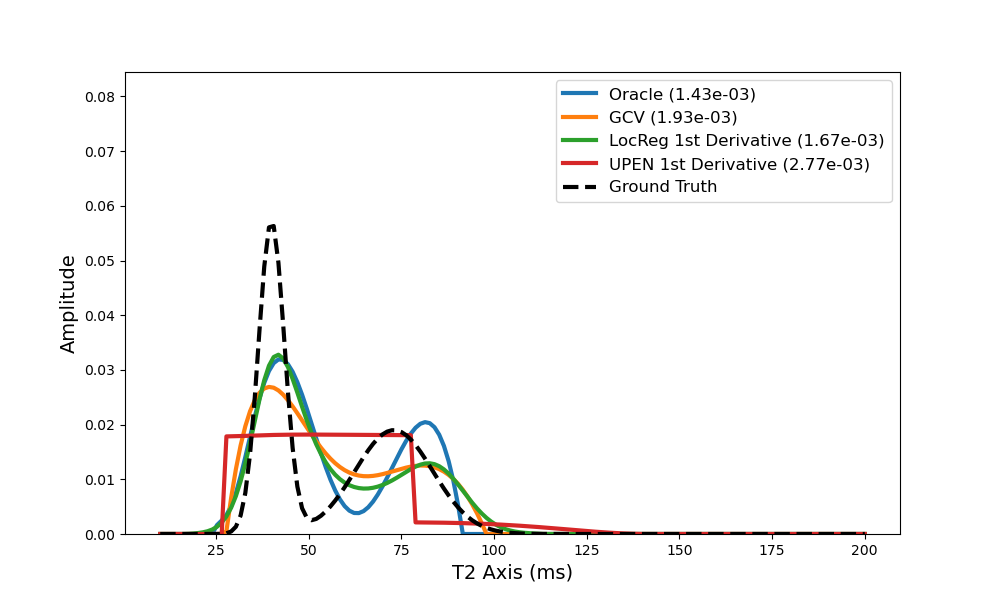 Oracle (1.43e-03)
GCV (1.93e-03)
LocReg 1st Derivative (1.67e-03)
UPEN 1st Derivative (2.77e-03)
Ground Truth
0.08
0.07
0.06
0.05
0.04
0.03
0.02
0.01
0.00
Amplitude
25 50 75 100 125 150 175 200
T2 Axis (ms)